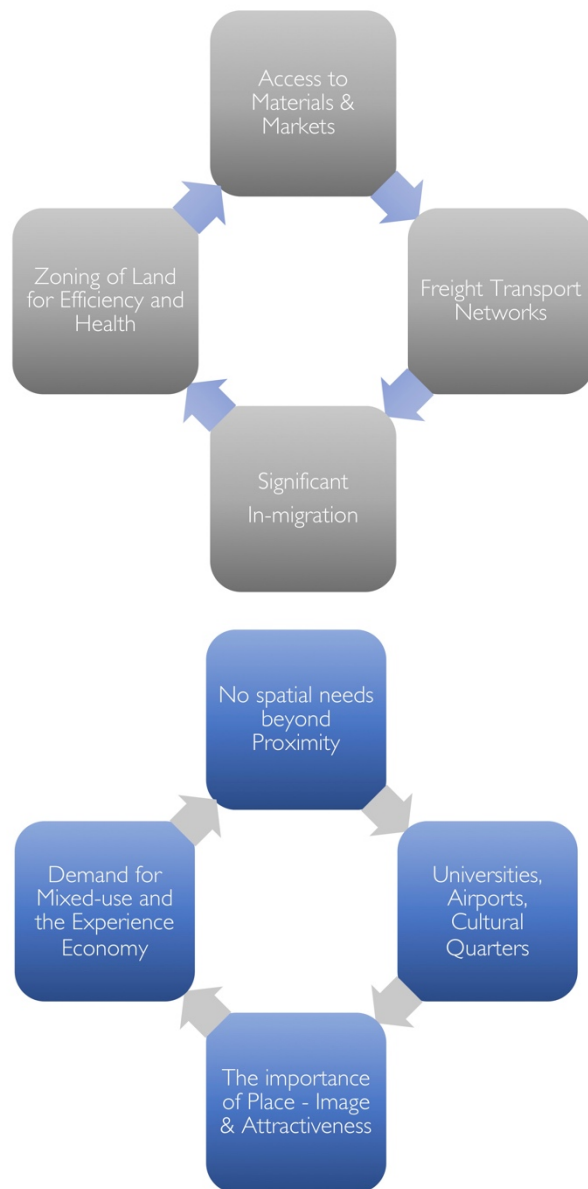 Access to
Materials &
Markets
Zoning of Land
for Efficiency and
Health
Freight Transport
Networks
Significant
In-migration
No spatial needs
beyond
Proximity
Demand for
Mixed-use and
the Experience
Economy
Universities,
Airports,
Cultural
Quarters
The importance
of Place - Image
& Attractiveness